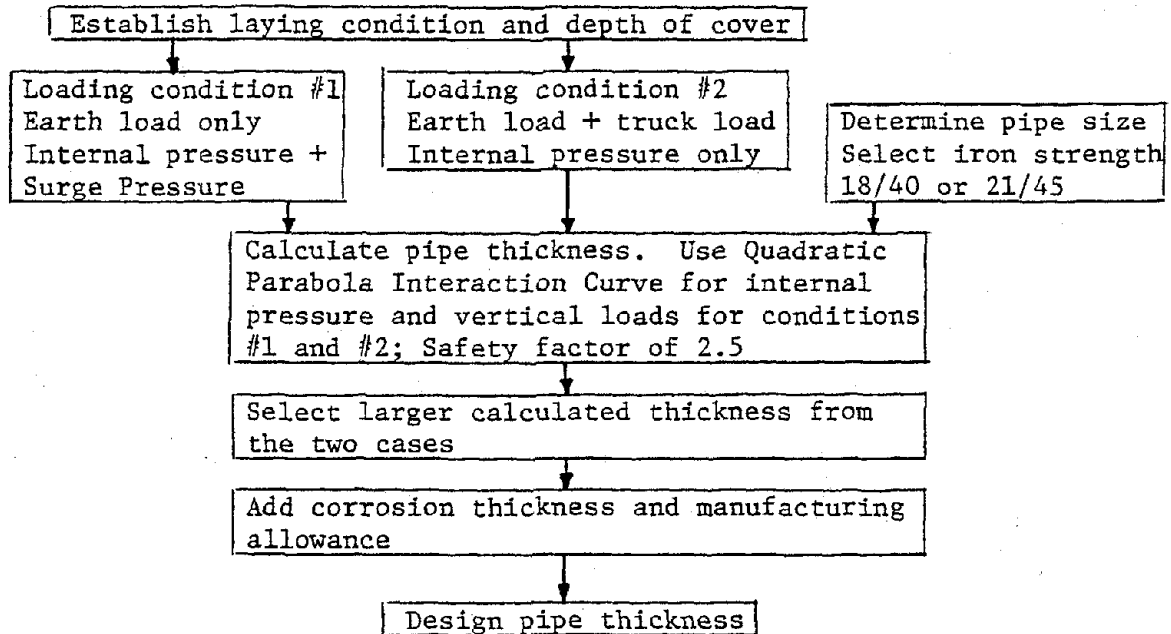 Establish laying condition and depth of cover
Loading condition #1
Earth load only
Internal pressure +
Surge Pressure
Loading condition #2
Earth load + truck load
Internal pressure only
Determine pipe size
Select iron strength
18/40 or 21/45
Calculate pipe thickness. Use Quadratic
Parabola Interaction Curve for internal
pressure and vertical loads for conditions
#1 and #2; Safety factor of 2.5
Select larger calculated thickness from
the two cases
Add corrosion thickness and manufacturing
allowance
Design pipe thickness